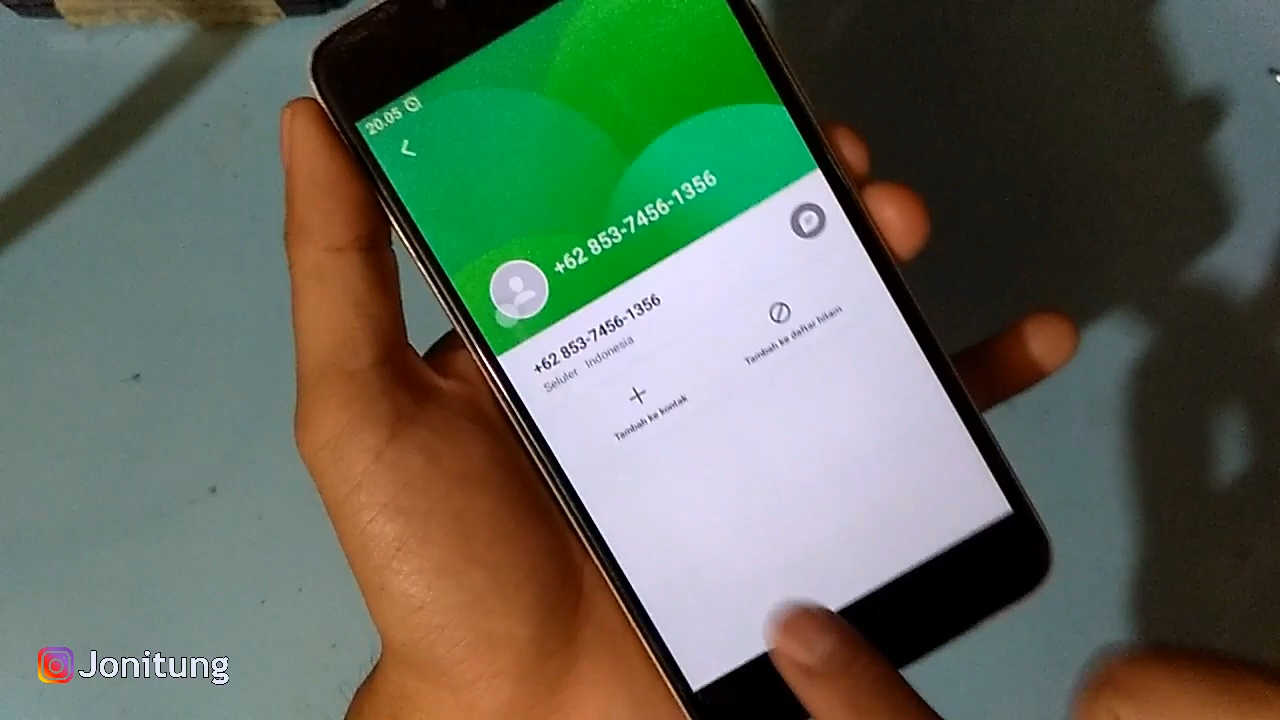 20.05
+62 853-7456-1356
+62 853-7456-1356
Seluler Indonesia
Tambah ke kontak
Tambah ke daftar hitam
Jonitung